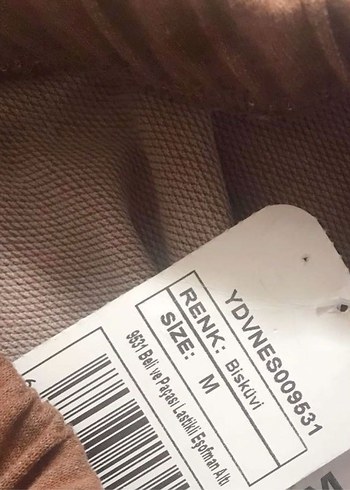 YDVNES009531
RENK: Bisküvi
SIZE: M
9531 Beli ve Paçası Lastikli Eşofman Altı
M